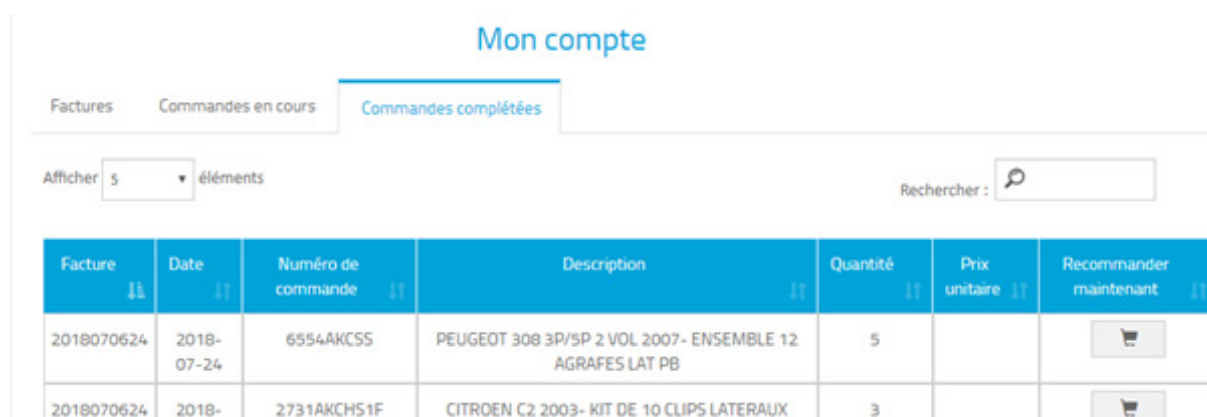 Mon compte
Factures Commandes en cours Commandes complétées
Afficher 5 éléments
Rechercher :
Facture Date Numéro de commande Description Quantité Prix unitaire Recommander maintenant
2018070624 2018-07-24 6554AKCSS PEUGEOT 308 3P/5P 2 VOL 2007- ENSEMBLE 12 AGRAFES LAT PB 5
2018070624 2018- 2731AKCHS1F CITROEN C2 2003- KIT DE 10 CLIPS LATERAUX 3